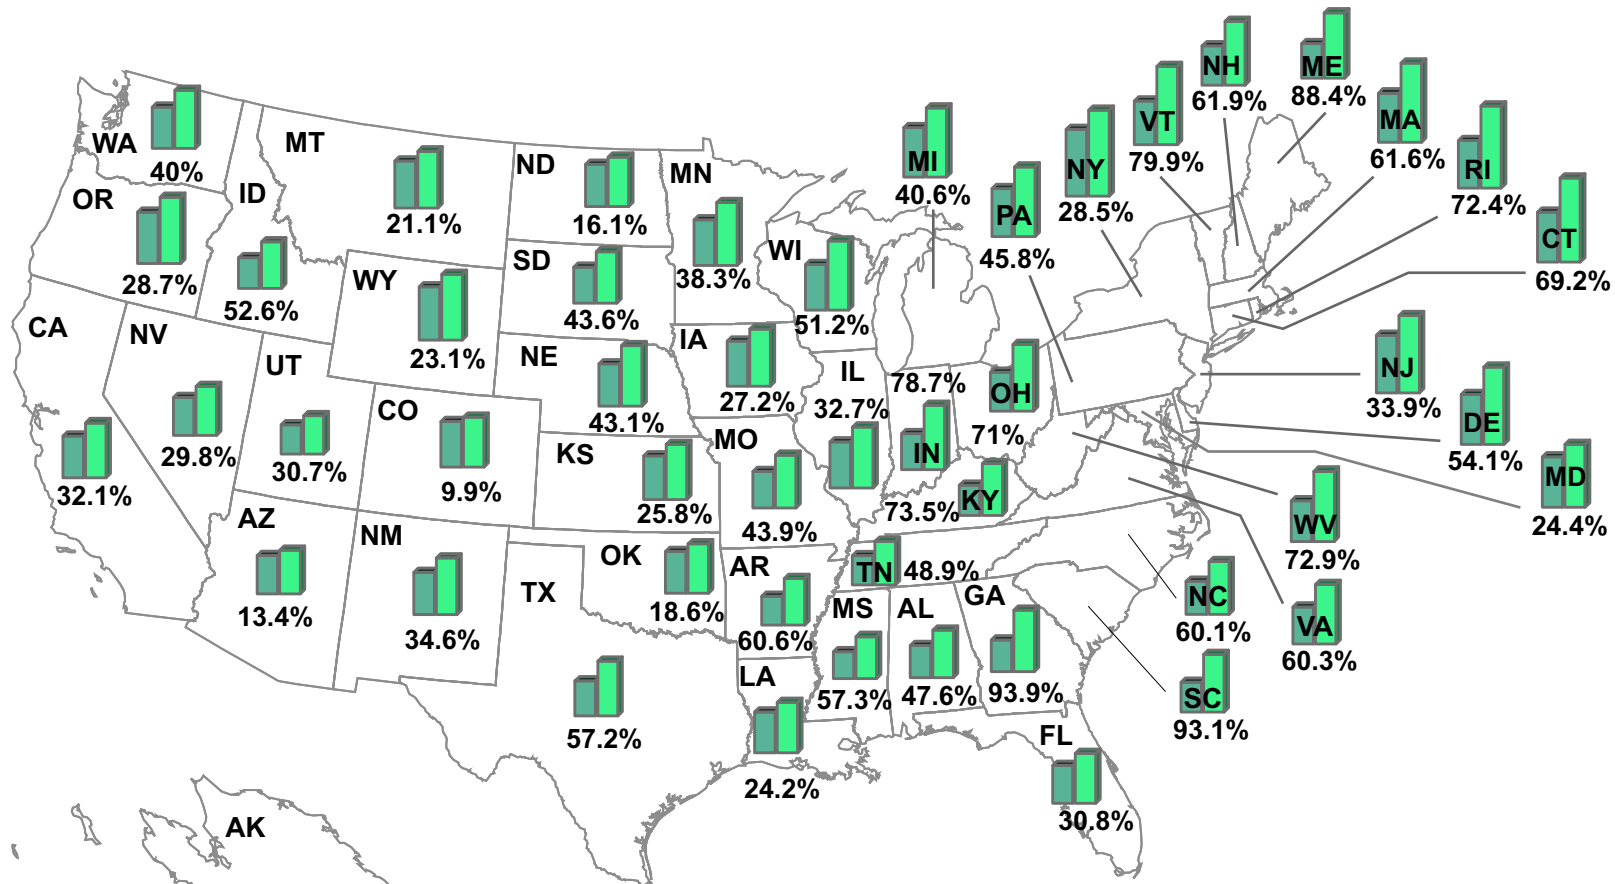 WA
40%
OR
28.7%
CA
32.1%
NV
29.8%
ID
52.6%
MT
21.1%
WY
23.1%
UT
30.7%
CO
9.9%
AZ
13.4%
NM
34.6%
ND
16.1%
SD
43.6%
NE
43.1%
KS
25.8%
OK
18.6%
TX
57.2%
MN
38.3%
IA
27.2%
MO
43.9%
AR
60.6%
LA
24.2%
WI
51.2%
IL
32.7%
MI
40.6%
78.7%
IN
OH
71%
73.5%
KY
TN
48.9%
MS
57.3%
AL
47.6%
GA
93.9%
FL
30.8%
PA
45.8%
NY
28.5%
VT
79.9%
NH
61.9%
ME
88.4%
MA
61.6%
RI
72.4%
CT
69.2%
NJ
33.9%
DE
54.1%
MD
24.4%
WV
72.9%
VA
60.3%
NC
60.1%
SC
93.1%
AK